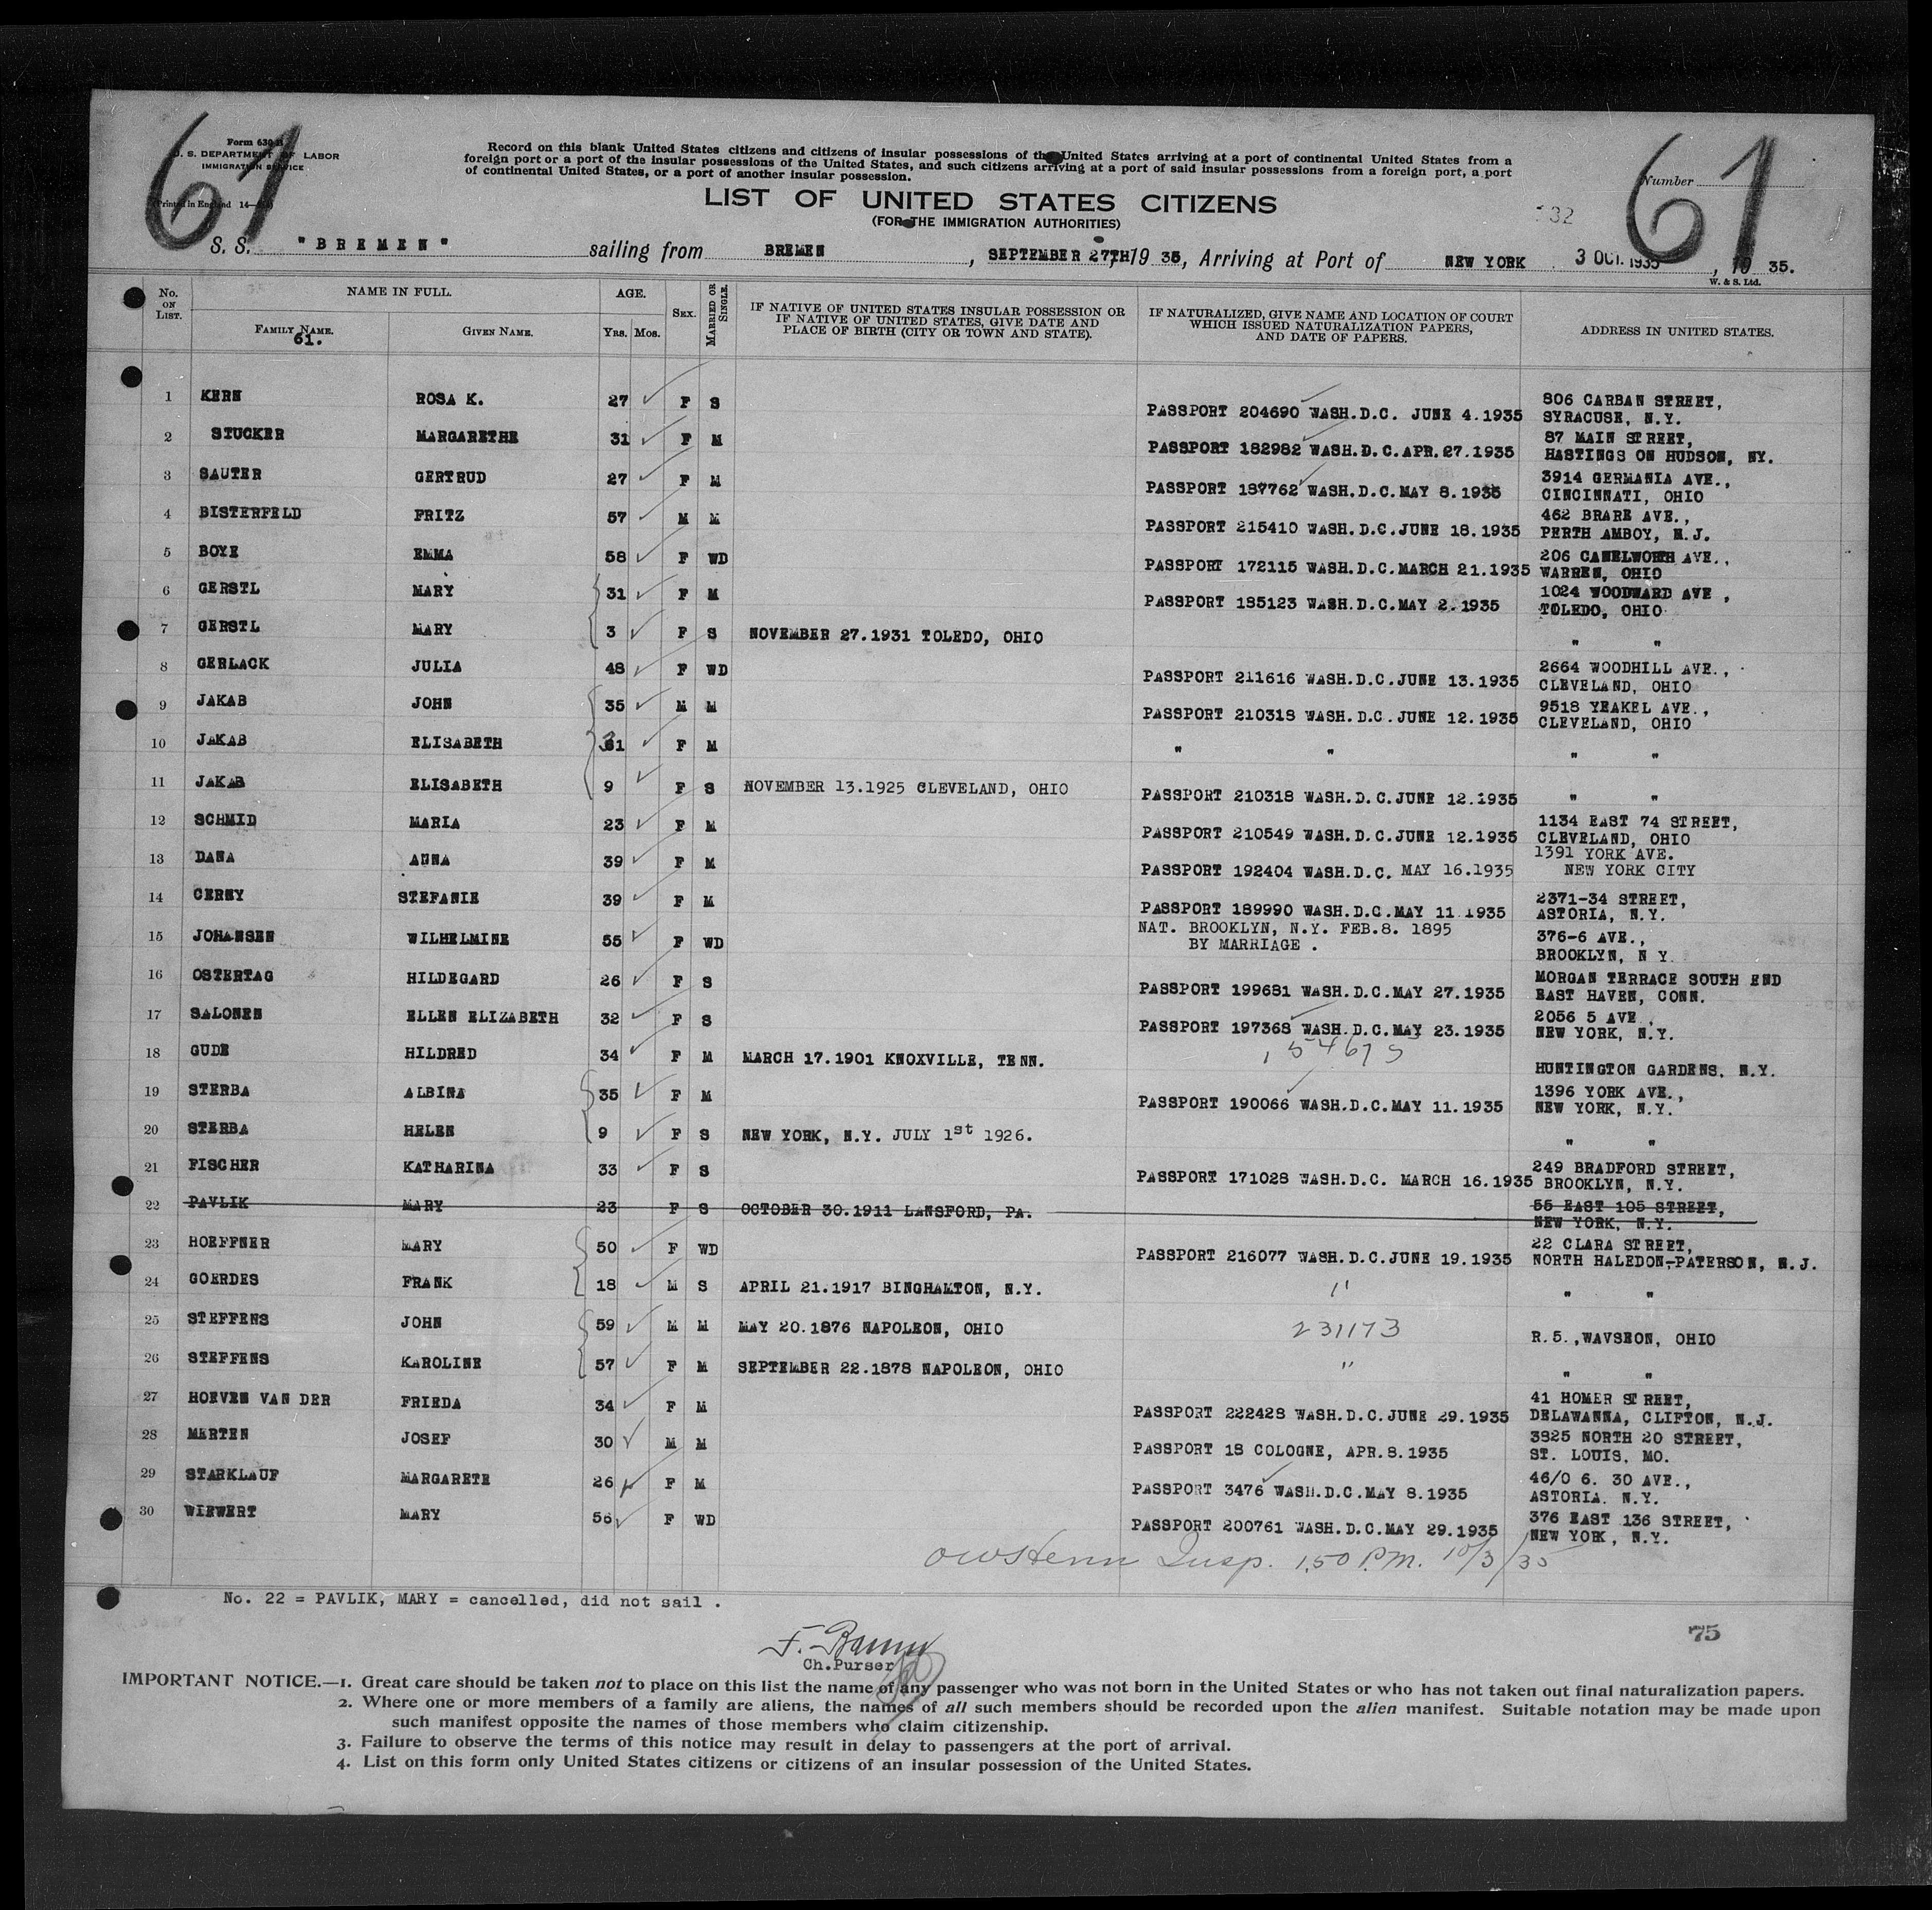 61
61
Form 630
U. S. DEPARTMENT OF LABOR
IMMIGRATION SERVICE
Printed in England 14—
Record on this blank United States citizens and citizens of insular possessions of the United States arriving at a port of continental United States from a
foreign port or a port of the insular possessions of the United States, and such citizens arriving at a port of said insular possessions from a foreign port, a port
of continental United States, or a port of another insular possession.
Number
LIST OF UNITED STATES CITIZENS
(FOR THE IMMIGRATION AUTHORITIES)
S. S. "BREMEN" sailing from BREMEN, SEPTEMBER 27TH, 19 35, Arriving at Port of NEW YORK 3 OCT. 1935, 19 35.
W. & S. Ltd.
No. ON LIST. NAME IN FULL. AGE. SEX. MARRIED OR SINGLE. IF NATIVE OF UNITED STATES INSULAR POSSESSION OR IF NATIVE OF UNITED STATES, GIVE DATE AND PLACE OF BIRTH (CITY OR TOWN AND STATE). IF NATURALIZED, GIVE NAME AND LOCATION OF COURT WHICH ISSUED NATURALIZATION PAPERS, AND DATE OF PAPERS. ADDRESS IN UNITED STATES.
FAMILY NAME. GIVEN NAME. Yrs. Mos.
61.
1 KERN ROSA K. 27 F S PASSPORT 204690 WASH.D.C. JUNE 4.1935 806 CARBAN STREET,
SYRACUSE, N.Y.
2 STUCKER MARGARETHE 31 F M PASSPORT 182982 WASH.D.C.APR.27.1935 87 MAIN STREET,
HASTINGS ON HUDSON, NY.
3 SAUTER GERTRUD 27 F M PASSPORT 187762 WASH.D.C.MAY 8.1935 3914 GERMANIA AVE.,
CINCINNATI, OHIO
4 BISTERFELD FRITZ 57 M M PASSPORT 215410 WASH.D.C.JUNE 18.1935 462 BRARE AVE.,
PERTH AMBOY, N.J.
5 BOYE EMMA 58 F WD PASSPORT 172115 WASH.D.C.MARCH 21.1935 206 CANELWORTH AVE.,
WARREN, OHIO
6 GERSTL MARY 31 F M PASSPORT 185123 WASH.D.C.MAY 2.1935 1024 WOODWARD AVE,
TOLEDO, OHIO
7 GERSTL MARY 3 F S NOVEMBER 27.1931 TOLEDO, OHIO " "
8 GERLACK JULIA 48 F WD PASSPORT 211616 WASH.D.C.JUNE 13.1935 2664 WOODHILL AVE.,
CLEVELAND, OHIO
9 JAKAB JOHN 35 M M PASSPORT 210318 WASH.D.C.JUNE 12.1935 9518 YEAKEL AVE.,
CLEVELAND, OHIO
10 JAKAB ELISABETH 31 F M " " " "
11 JAKAB ELISABETH 9 F S NOVEMBER 13.1925 CLEVELAND, OHIO PASSPORT 210318 WASH.D.C.JUNE 12.1935 " "
12 SCHMID MARIA 23 F M PASSPORT 210549 WASH.D.C.JUNE 12.1935 1134 EAST 74 STREET,
CLEVELAND, OHIO
13 DANA ANNA 39 F M PASSPORT 192404 WASH.D.C. MAY 16.1935 1391 YORK AVE.
NEW YORK CITY
14 CERNY STEFANIE 39 F M PASSPORT 189990 WASH.D.C.MAY 11.1935 2371-34 STREET,
ASTORIA, N.Y.
15 JOHANSEN WILHELMINE 55 F WD NAT. BROOKLYN, N.Y. FEB.8. 1895
BY MARRIAGE . 376-6 AVE.,
BROOKLYN, N Y.
16 OSTERTAG HILDEGARD 26 F S PASSPORT 199681 WASH.D.C.MAY 27.1935 MORGAN TERRACE SOUTH END
EAST HAVEN, CONN.
17 SALONEN ELLEN ELIZABETH 32 F S PASSPORT 197368 WASH.D.C.MAY 23.1935 2056 5 AVE.,
NEW YORK, N.Y.
18 GUDE HILDRED 34 F M MARCH 17.1901 KNOXVILLE, TENN. 154675 HUNTINGTON GARDENS, N.Y.
19 STERBA ALBINA 35 F M PASSPORT 190066 WASH.D.C.MAY 11.1935 1396 YORK AVE.,
NEW YORK, N.Y.
20 STERBA HELEN 9 F S NEW YORK, N.Y. JULY 1st 1926. " "
21 FISCHER KATHARINA 33 F S PASSPORT 171028 WASH.D.C. MARCH 16.1935 249 BRADFORD STREET,
BROOKLYN, N.Y.
22 PAVLIK MARY 23 F S OCTOBER 30.1911 LANSFORD, PA. 55 EAST 105 STREET,
NEW YORK, N.Y.
23 HOEFFNER MARY 50 F WD PASSPORT 216077 WASH.D.C.JUNE 19.1935 22 CLARA STREET,
NORTH HALEDON-PATERSON, N.J.
24 GOERDES FRANK 18 M S APRIL 21.1917 BINGHAMTON, N.Y. " " "
25 STEFFENS JOHN 59 M M MAY 20.1876 NAPOLEON, OHIO 231173 R.5.,WAVSEON, OHIO
26 STEFFENS KAROLINE 57 F M SEPTEMBER 22.1878 NAPOLEON, OHIO " " "
27 HOEVEN VAN DER FRIEDA 34 F M PASSPORT 222428 WASH.D.C.JUNE 29.1935 41 HOMER STREET,
DELAWANNA, CLIFTON, N.J.
28 MERTEN JOSEF 30 M M PASSPORT 18 COLOGNE, APR.8.1935 3825 NORTH 20 STREET,
ST. LOUIS, MO.
29 STARKLAUF MARGARETE 26 F M PASSPORT 3476 WASH.D.C.MAY 8.1935 46/0 6. 30 AVE.,
ASTORIA. N.Y.
30 WIEWERT MARY 56 F WD PASSPORT 200761 WASH.D.C.MAY 29.1935 376 EAST 136 STREET,
NEW YORK, N.Y.
Insp. 1.50 P.M. 10/3/35
No. 22 = PAVLIK, MARY = cancelled, did not sail .
75
Ch.Purser
IMPORTANT NOTICE.—1. Great care should be taken not to place on this list the name of any passenger who was not born in the United States or who has not taken out final naturalization papers.
2. Where one or more members of a family are aliens, the names of all such members should be recorded upon the alien manifest. Suitable notation may be made upon
such manifest opposite the names of those members who claim citizenship.
3. Failure to observe the terms of this notice may result in delay to passengers at the port of arrival.
4. List on this form only United States citizens or citizens of an insular possession of the United States.